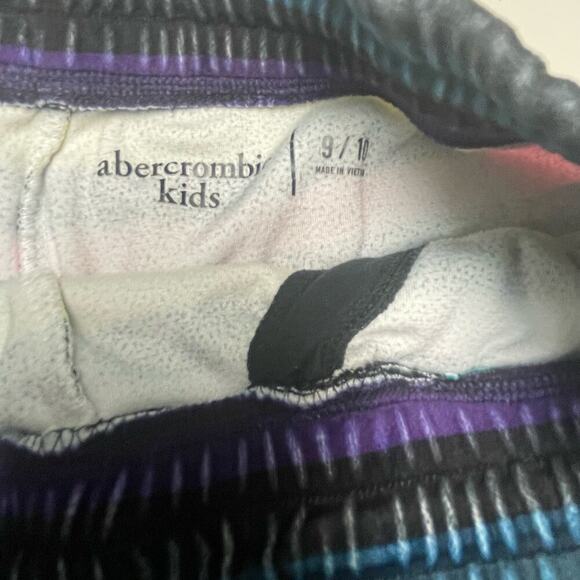 abercrombi
kids
9/10
MADE IN VIETN